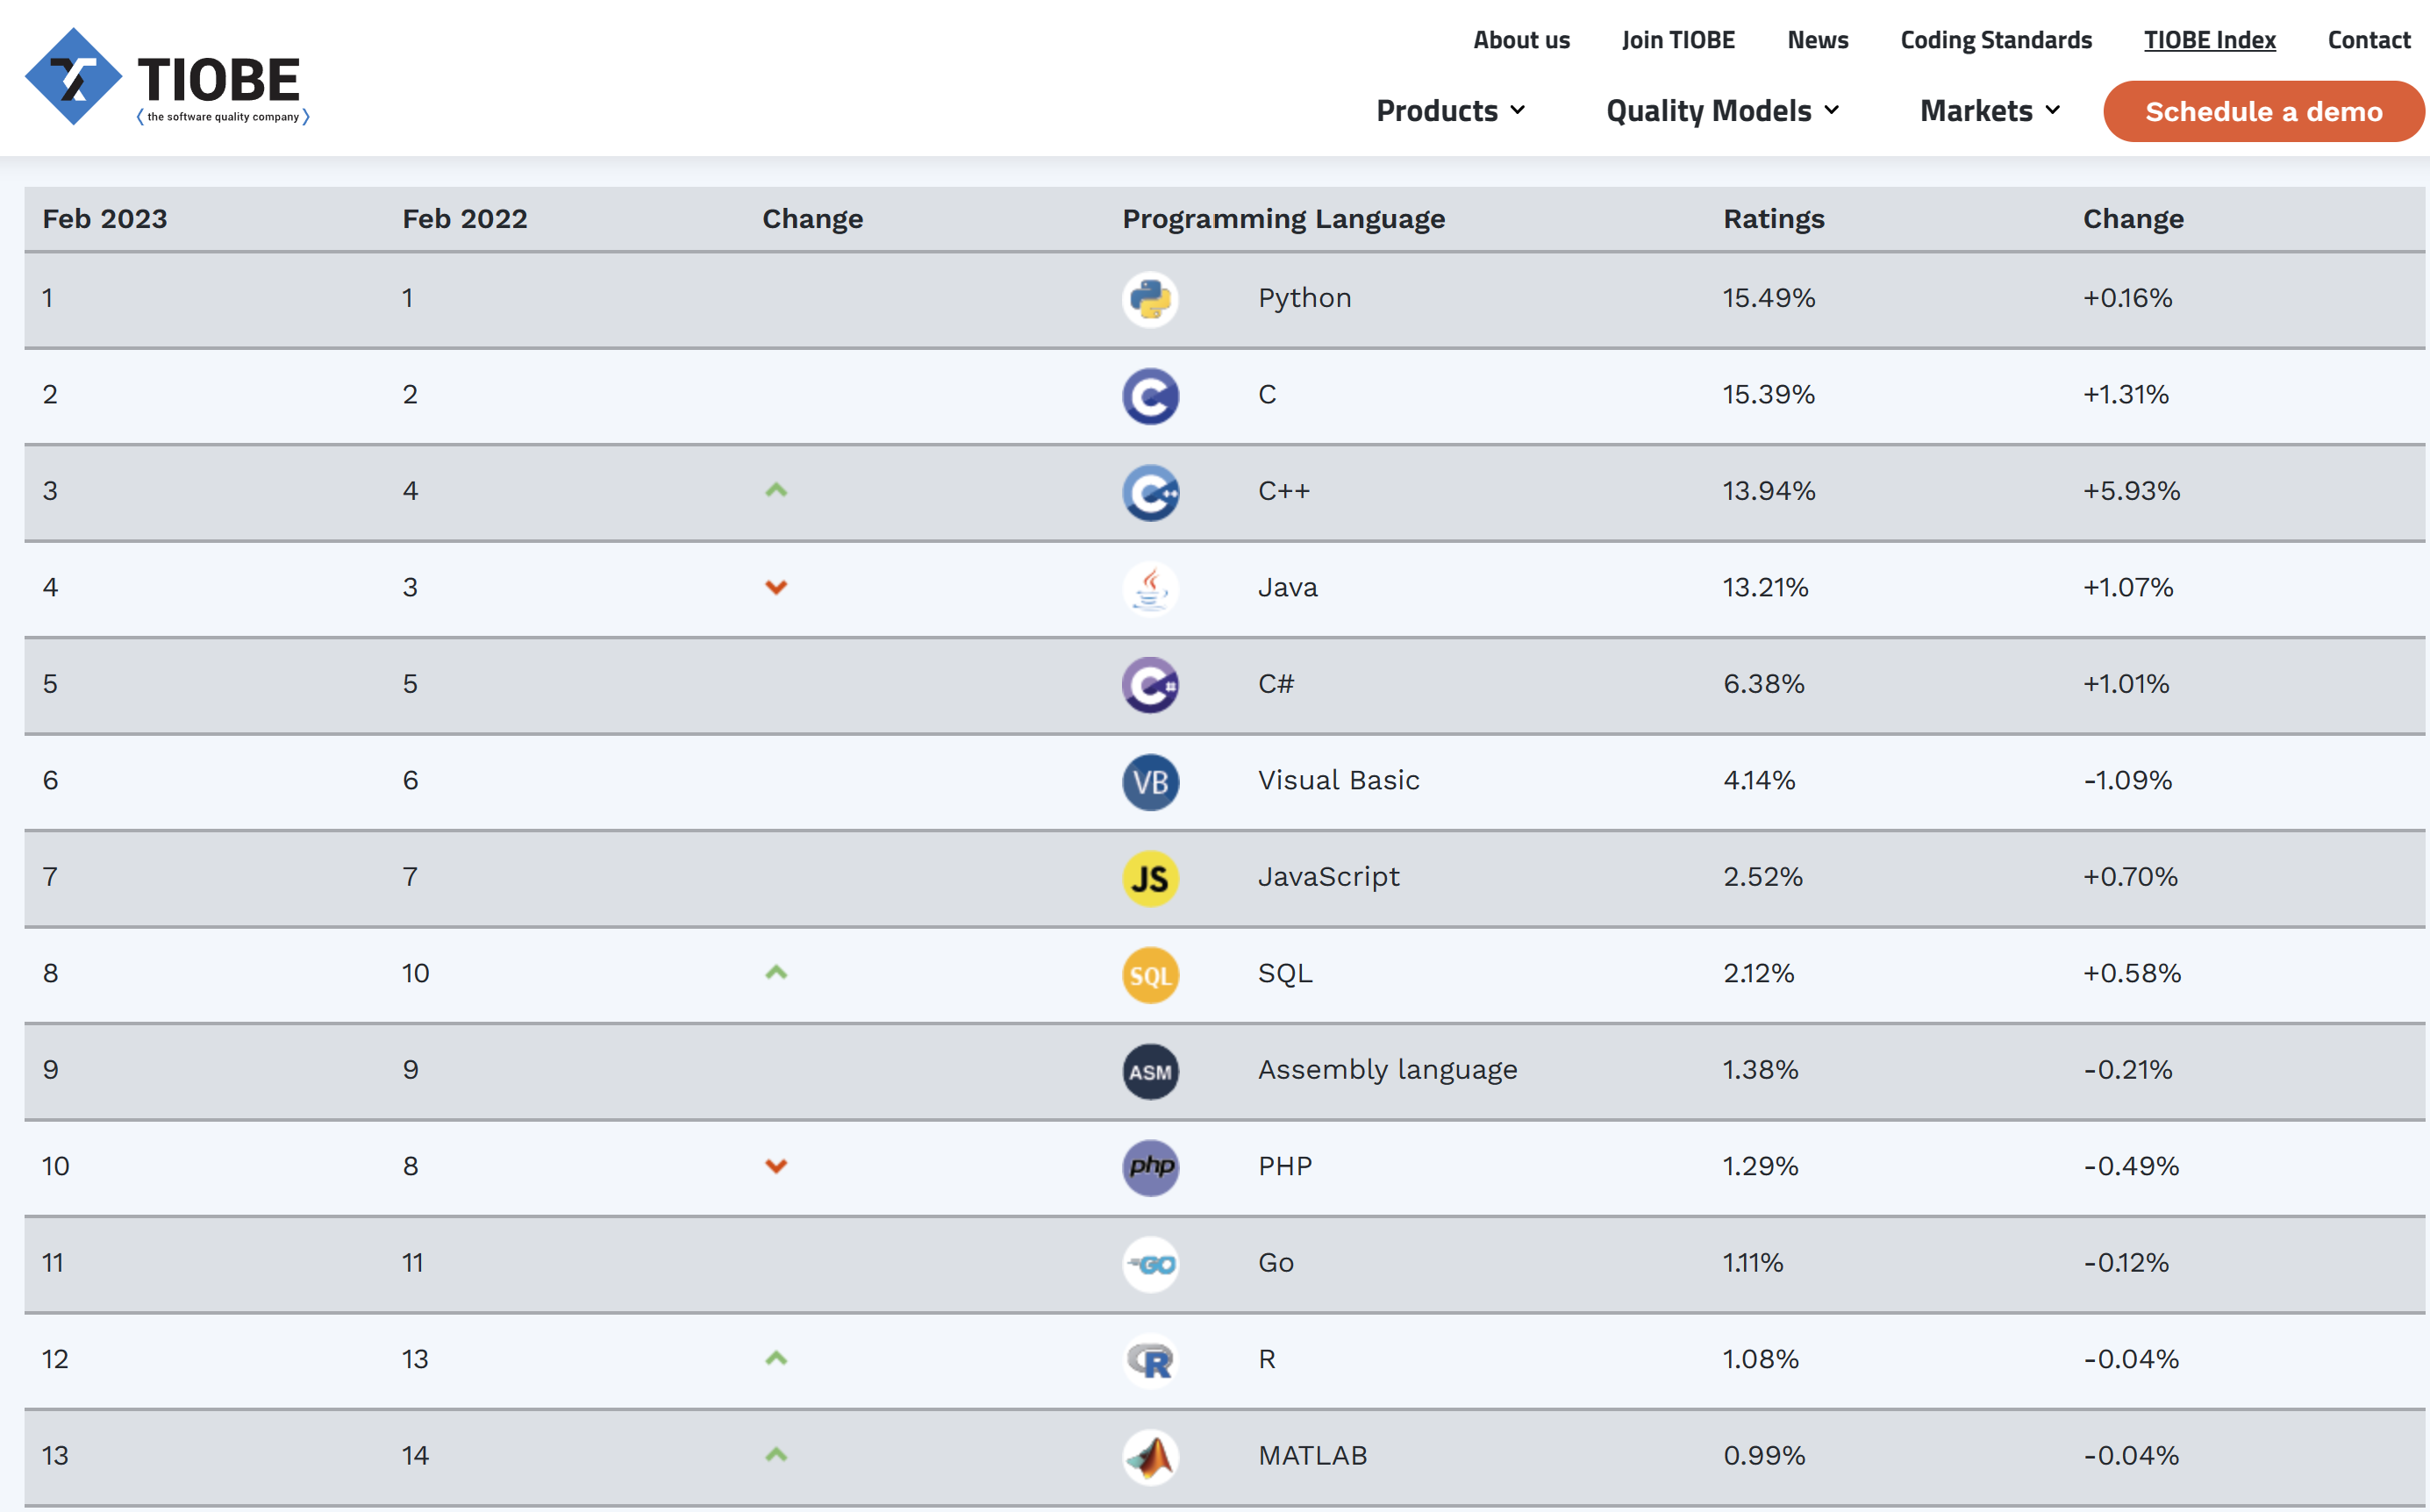 TIOBE
the software quality company
About us Join TIOBE News Coding Standards TIOBE Index Contact
Products Quality Models Markets Schedule a demo
Feb 2023 Feb 2022 Change Programming Language Ratings Change
1 1 Python 15.49% +0.16%
2 2 C 15.39% +1.31%
3 4 C++ 13.94% +5.93%
4 3 Java 13.21% +1.07%
5 5 C# 6.38% +1.01%
6 6 VB Visual Basic 4.14% -1.09%
7 7 JS JavaScript 2.52% +0.70%
8 10 SQL SQL 2.12% +0.58%
9 9 ASM Assembly language 1.38% -0.21%
10 8 php PHP 1.29% -0.49%
11 11 GO Go 1.11% -0.12%
12 13 R R 1.08% -0.04%
13 14 MATLAB 0.99% -0.04%